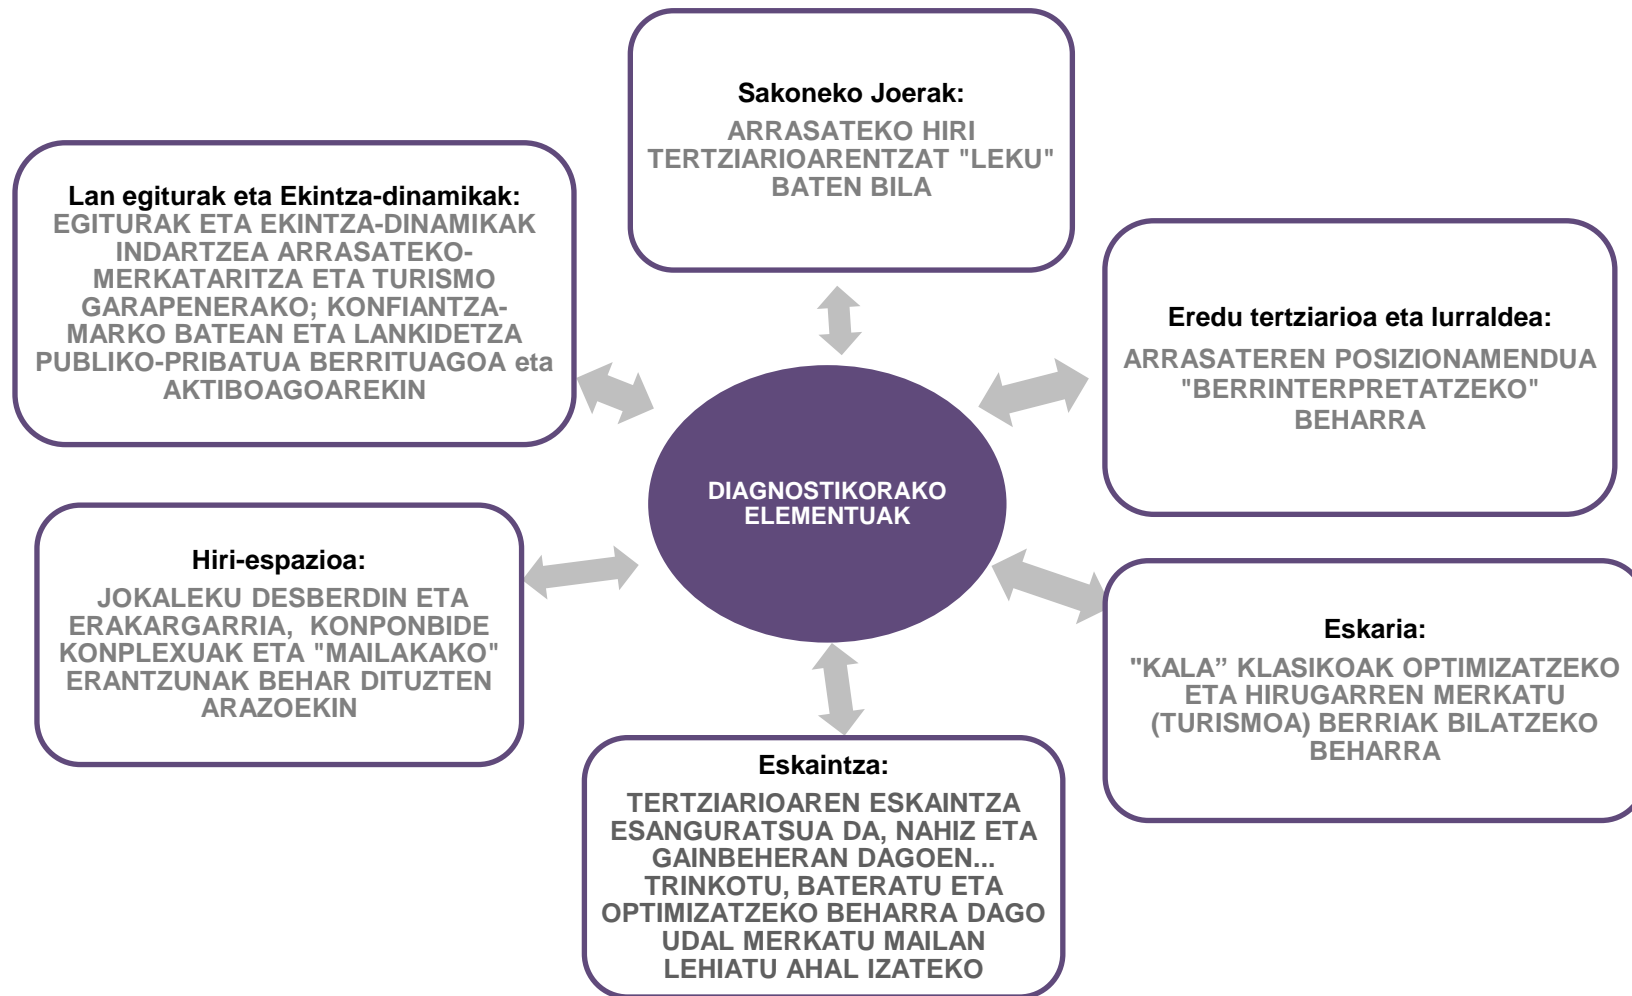 Sakoneko Joerak:
ARRASATEKO HIRI
TERTZIARIOARENTZAT "LEKU"
BATEN BILA
Lan egiturak eta Ekintza-dinamikak:
EGITURAK ETA EKINTZA-DINAMIKAK
INDARTZEA ARRASATEKO-
MERKATARITZA ETA TURISMO
GARAPENERAKO; KONFIANTZA-
MARKO BATEAN ETA LANKIDETZA
PUBLIKO-PRIBATUA BERRITUAGOA eta
AKTIBOAGOAREKIN
Eredu tertziarioa eta lurraldea:
ARRASATEREN POSIZIONAMENDUA
"BERRINTERPRETATZEKO"
BEHARRA
DIAGNOSTIKORAKO
ELEMENTUAK
Hiri-espazioa:
JOKALEKU DESBERDIN ETA
ERAKARGARRIA,  KONPONBIDE
KONPLEXUAK ETA "MAILAKAKO"
ERANTZUNAK BEHAR DITUZTEN
ARAZOEKIN
Eskaria:
"KALA” KLASIKOAK OPTIMIZATZEKO
ETA HIRUGARREN MERKATU
(TURISMOA) BERRIAK BILATZEKO
BEHARRA
Eskaintza:
TERTZIARIOAREN ESKAINTZA
ESANGURATSUA DA, NAHIZ ETA
GAINBEHERAN DAGOEN...
TRINKOTU, BATERATU ETA
OPTIMIZATZEKO BEHARRA DAGO
UDAL MERKATU MAILAN
LEHIATU AHAL IZATEKO